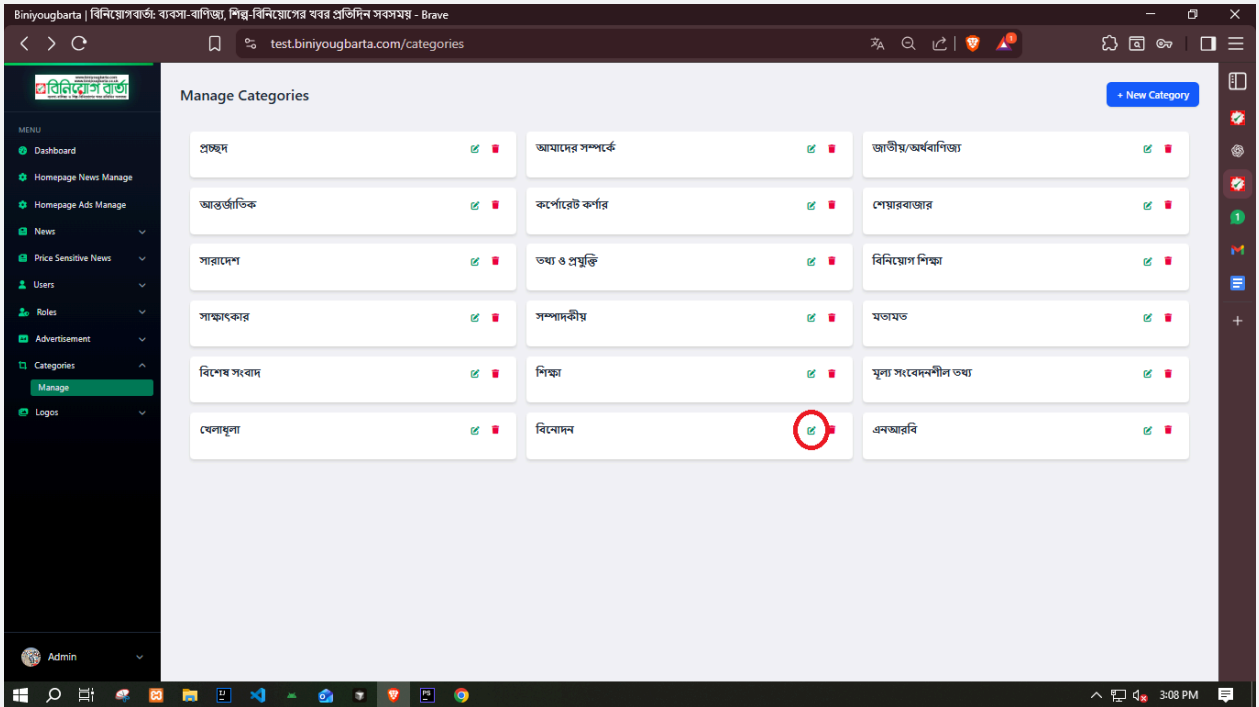 Biniyougbarta | বিনিয়োগবার্তা: ব্যবসা-বাণিজ্য, শিল্প-বিনিয়োগের খবর প্রতিদিন সবসময় - Brave
test.biniyougbarta.com/categories
1
বিনিয়োগ বার্তা
Manage Categories
+ New Category
MENU
Dashboard
Homepage News Manage
Homepage Ads Manage
News
Price Sensitive News
Users
Roles
Advertisement
Categories
Manage
Logos
প্রচ্ছদ
আমাদের সম্পর্কে
জাতীয়/অর্থবাণিজ্য
আন্তর্জাতিক
কর্পোরেট কর্ণার
শেয়ারবাজার
সারাদেশ
তথ্য ও প্রযুক্তি
বিনিয়োগ শিক্ষা
সাক্ষাৎকার
সম্পাদকীয়
মতামত
বিশেষ সংবাদ
শিক্ষা
মূল্য সংবেদনশীল তথ্য
খেলাধূলা
বিনোদন
এনআরবি
1
Admin
3:08 PM